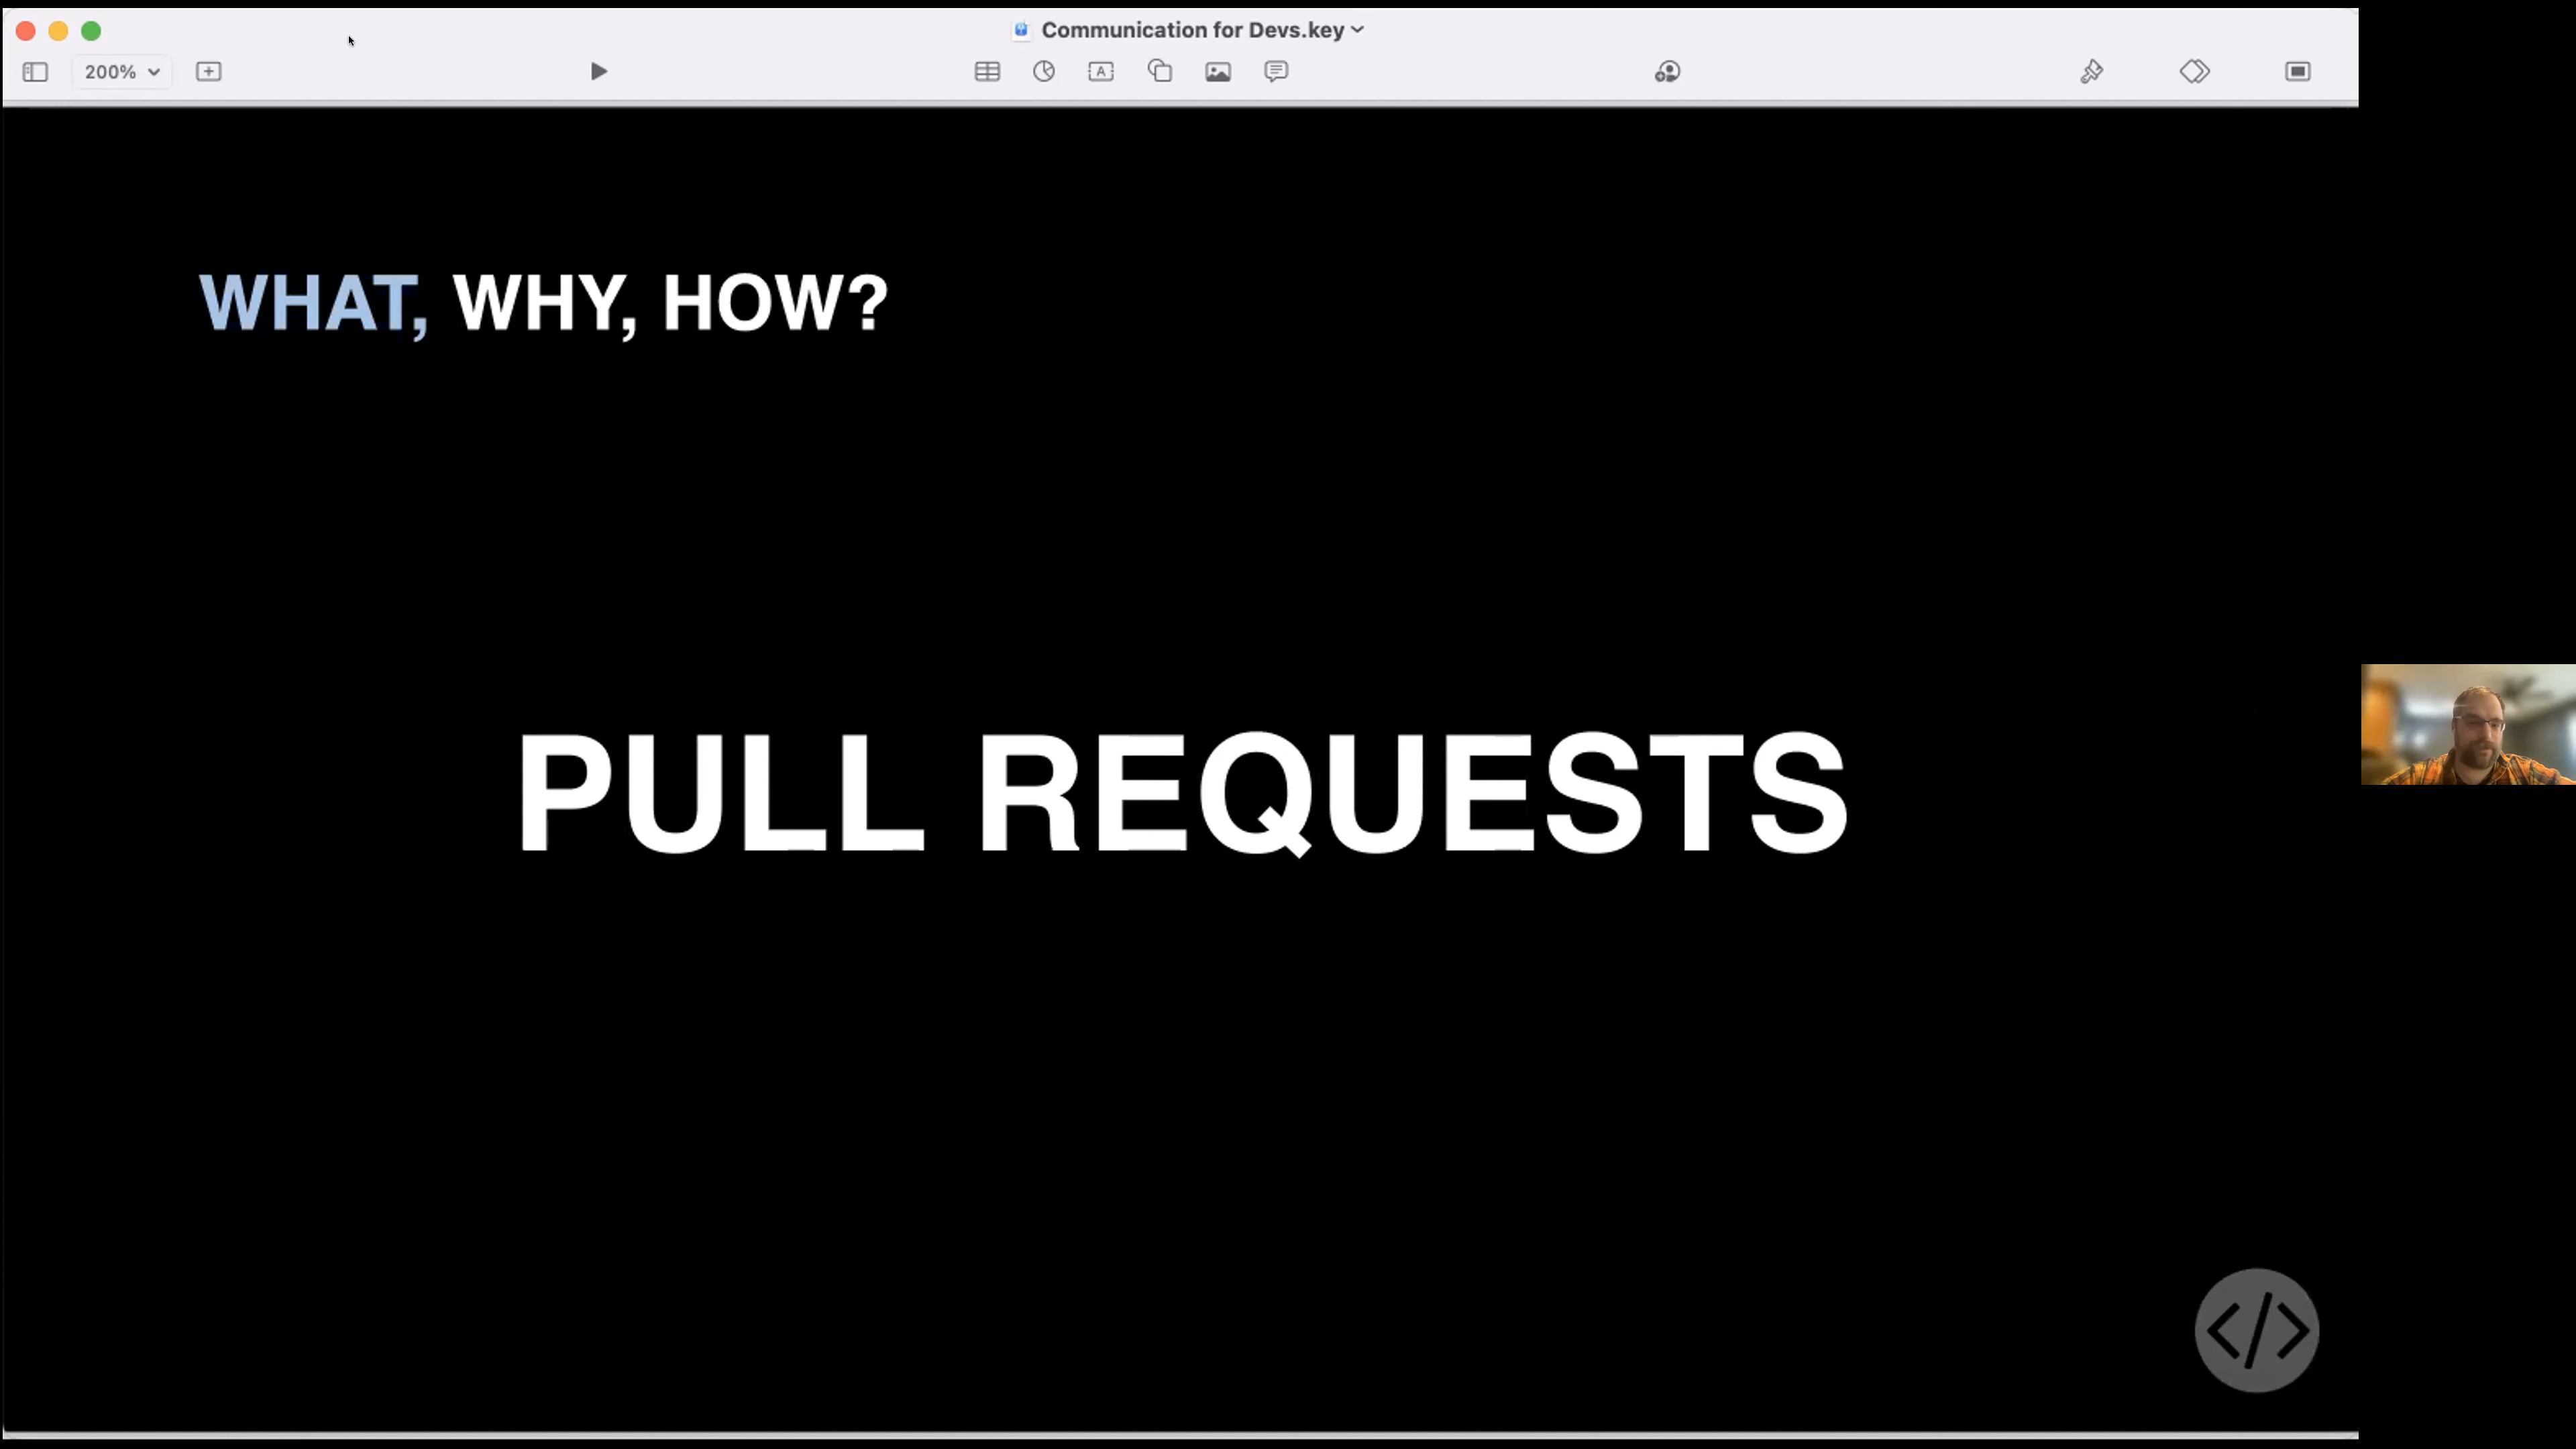 Communication for Devs.key
200%
WHAT, WHY, HOW?
PULL REQUESTS
</>